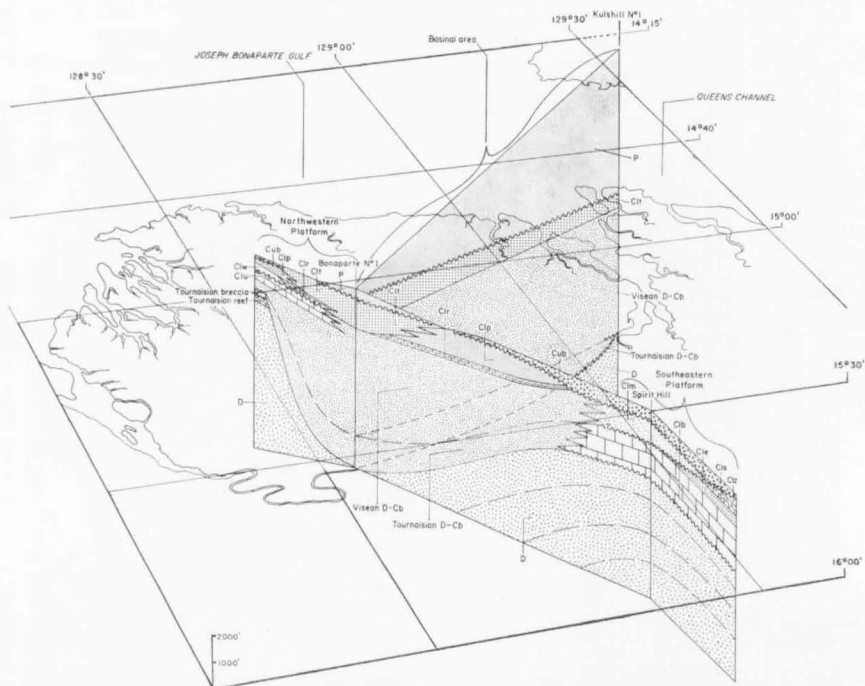 129° 30'
Kulshill Nº1
14° 15'
Basinal area
129° 00'
JOSEPH BONAPARTE GULF
128° 30'
QUEENS CHANNEL
14° 40'
P
Clt
15° 00'
Northwestern
Platform
Cub
Clp
Clr
Clt
Bonaparte Nº1
P
Clw
Clu
Tournaisian breccia
Tournaisian reef
Clt
Clr
Clp
Visean D-Cb
Cub
Tournaisian D-Cb
D
15° 30'
Southeastern
Platform
Clm
Spirit Hill
Clb
Cle
Cls
Clz
D
Visean D-Cb
Tournaisian D-Cb
D
16° 00'
2000'
1000'